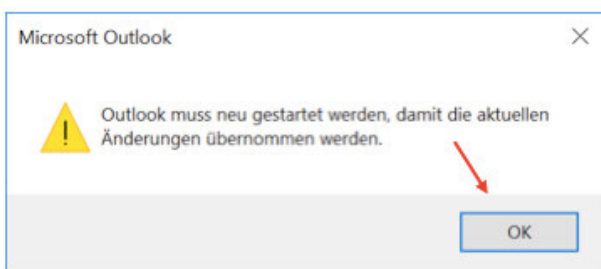 Microsoft Outlook
Outlook muss neu gestartet werden, damit die aktuellen
Änderungen übernommen werden.
OK